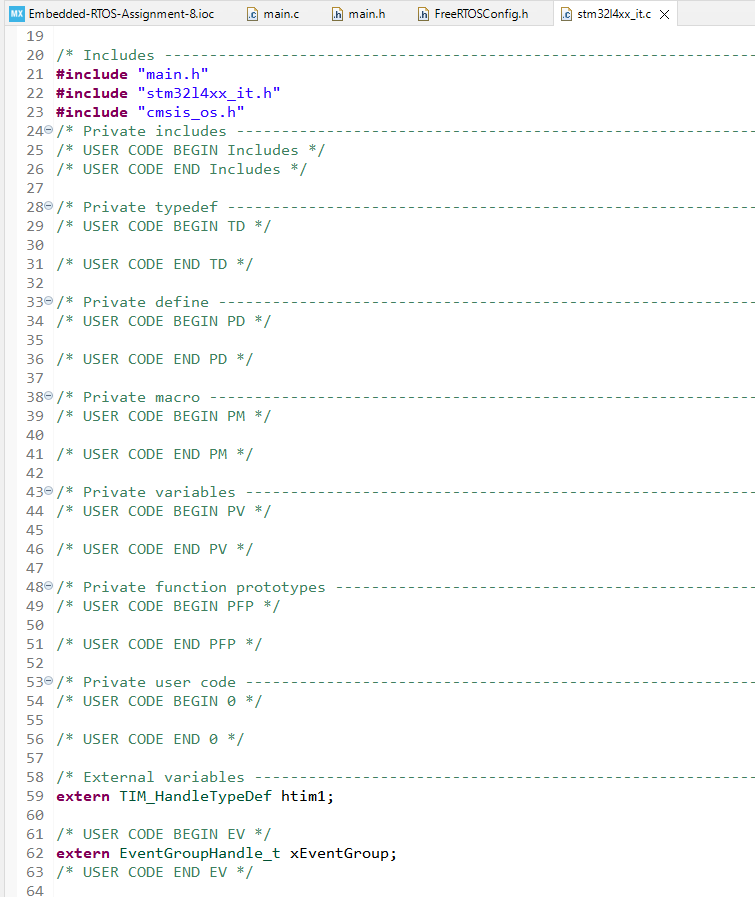 MX Embedded-RTOS-Assignment-8.ioc .c main.c .h main.h .h FreeRTOSConfig.h .c stm32l4xx_it.c
19
20 /* Includes ------------------------------------------------------------------
21 #include "main.h"
22 #include "stm32l4xx_it.h"
23 #include "cmsis_os.h"
24 /* Private includes ----------------------------------------------------------
25 /* USER CODE BEGIN Includes */
26 /* USER CODE END Includes */
27
28 /* Private typedef -----------------------------------------------------------
29 /* USER CODE BEGIN TD */
30
31 /* USER CODE END TD */
32
33 /* Private define ------------------------------------------------------------
34 /* USER CODE BEGIN PD */
35
36 /* USER CODE END PD */
37
38 /* Private macro -------------------------------------------------------------
39 /* USER CODE BEGIN PM */
40
41 /* USER CODE END PM */
42
43 /* Private variables ---------------------------------------------------------
44 /* USER CODE BEGIN PV */
45
46 /* USER CODE END PV */
47
48 /* Private function prototypes -----------------------------------------------
49 /* USER CODE BEGIN PFP */
50
51 /* USER CODE END PFP */
52
53 /* Private user code ---------------------------------------------------------
54 /* USER CODE BEGIN 0 */
55
56 /* USER CODE END 0 */
57
58 /* External variables --------------------------------------------------------
59 extern TIM_HandleTypeDef htim1;
60
61 /* USER CODE BEGIN EV */
62 extern EventGroupHandle_t xEventGroup;
63 /* USER CODE END EV */
64